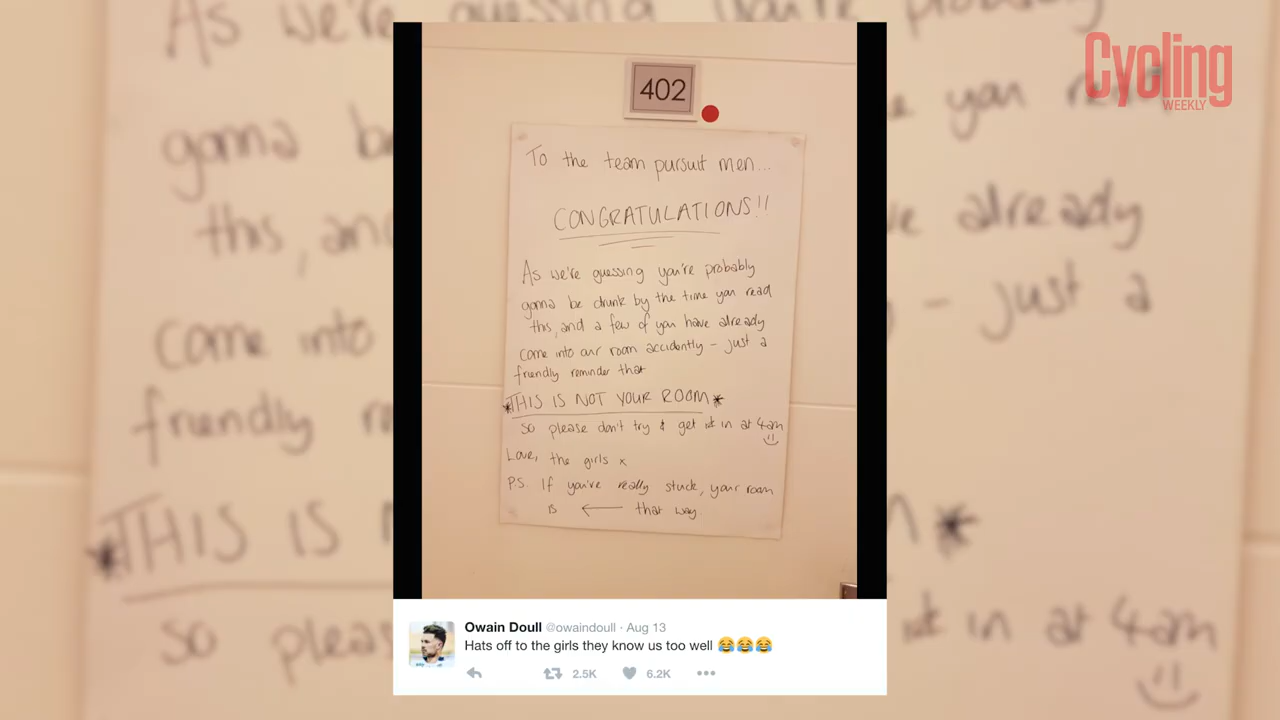 Cycling
WEEKLY
402
To the team pursuit men...
CONGRATULATIONS!!
As we're guessing you're probably
gonna be drunk by the time you read
this, and a few of you have already
come into our room accidently - just a
friendly reminder that
*THIS IS NOT YOUR ROOM*
so please don't try & get in at 4am
Love, the girls x
P.S. If you've really stuck, your room
is ← that way
Owain Doull @owaindoull · Aug 13
Hats off to the girls they know us too well 😂😂😂
2.5K 6.2K